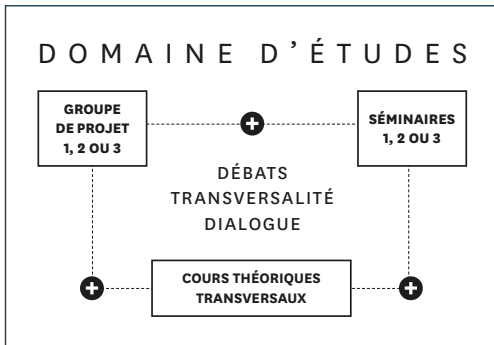 DOMAINE D’ÉTUDES
GROUPE
DE PROJET
1, 2 OU 3
SÉMINAIRES
1, 2 OU 3
DÉBATS
TRANSVERSALITÉ
DIALOGUE
COURS THÉORIQUES
TRANSVERSAUX